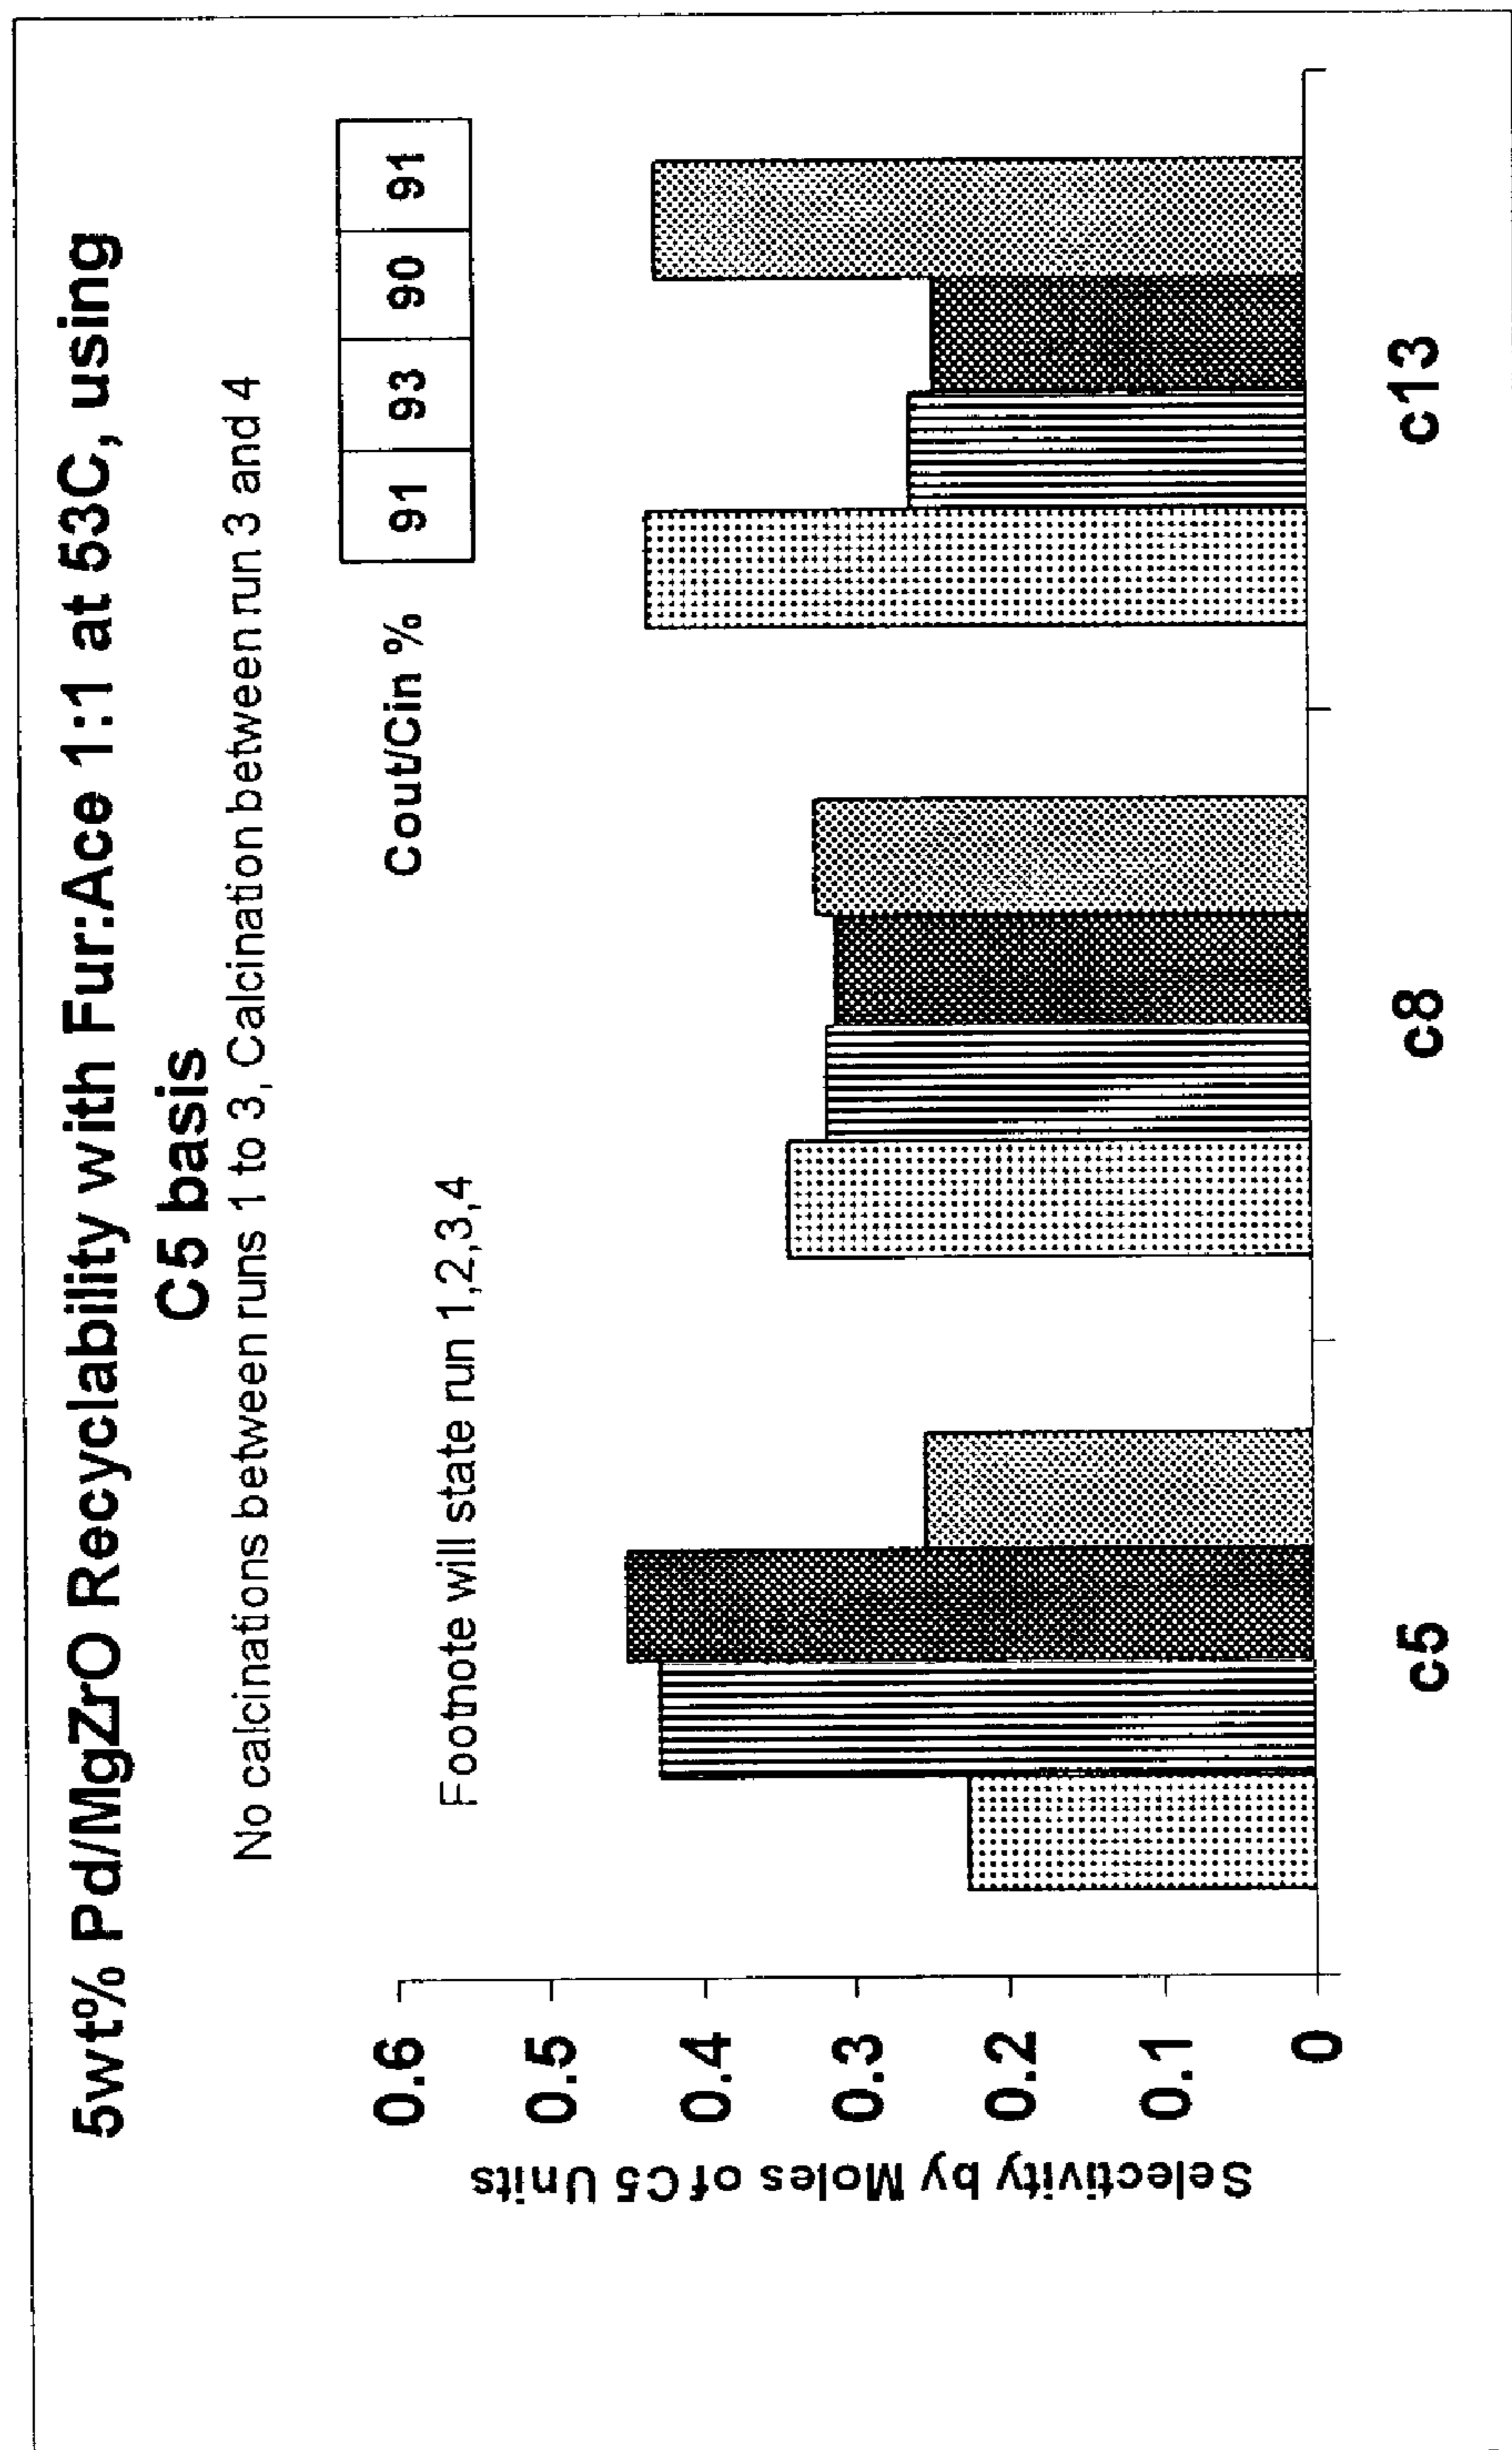 5wt% Pd/MgZrO Recyclability with Fur:Ace 1:1 at 53C, using
C5 basis
No calcinations between runs 1 to 3, Calcination between run 3 and 4
Cout/Cin % 91 93 90 91
Footnote will state run 1,2,3,4
Selectivity by Moles of C5 Units
0.6
0.5
0.4
0.3
0.2
0.1
0
c5 c8 c13